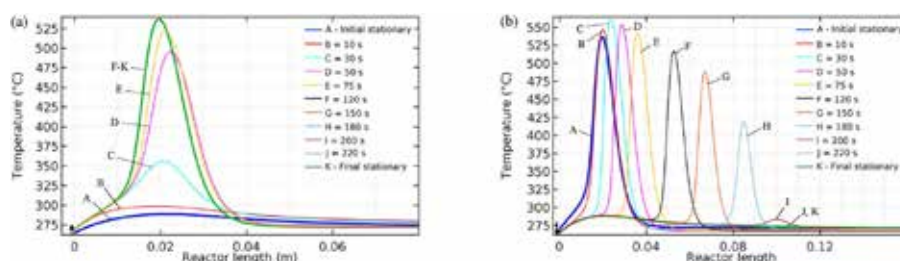 (a)
525
500
475
450
425
400
375
350
325
300
275
Temperature (°C)
F-K
E
D
C
B
A
A - Initial stationary
B = 10 s
C = 30 s
D = 50 s
E = 75 s
F = 120 s
G = 150 s
H = 180 s
I = 200 s
J = 220 s
K - Final stationary
0
0.02
0.04
0.06
Reactor length (m)
(b)
550
525
500
475
450
425
400
375
350
325
300
275
Temperature (°C)
C
B
A
D
E
F
G
H
I
J, K
A - Initial stationary
B = 10 s
C = 30 s
D = 50 s
E = 75 s
F = 120 s
G = 150 s
H = 180 s
I = 200 s
J = 220 s
K - Final stationary
0
0.04
0.08
0.12
Reactor length